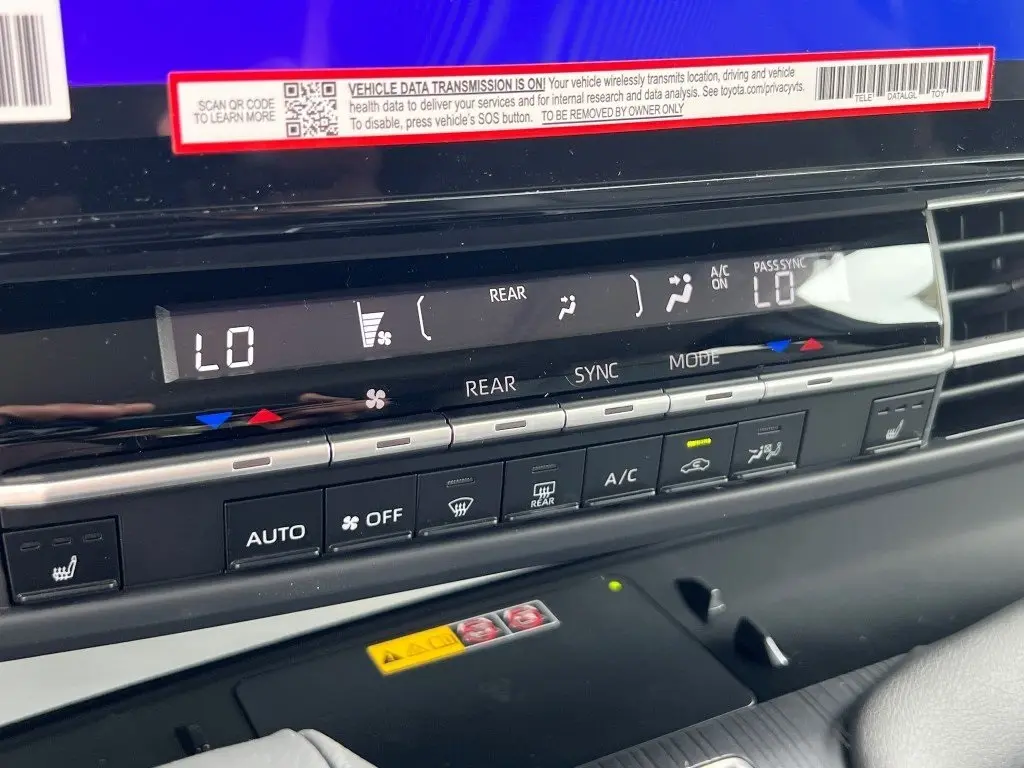 SCAN QR CODE
TO LEARN MORE
VEHICLE DATA TRANSMISSION IS ON! Your vehicle wirelessly transmits location, driving and vehicle
health data to deliver your services and for internal research and data analysis. See toyota.com/privacyvts.
To disable, press vehicle's SOS button. TO BE REMOVED BY OWNER ONLY
TELE DATALGL TOY
LO
REAR
A/C
ON
PASS SYNC
LO
REAR
SYNC
MODE
AUTO
OFF
REAR
A/C